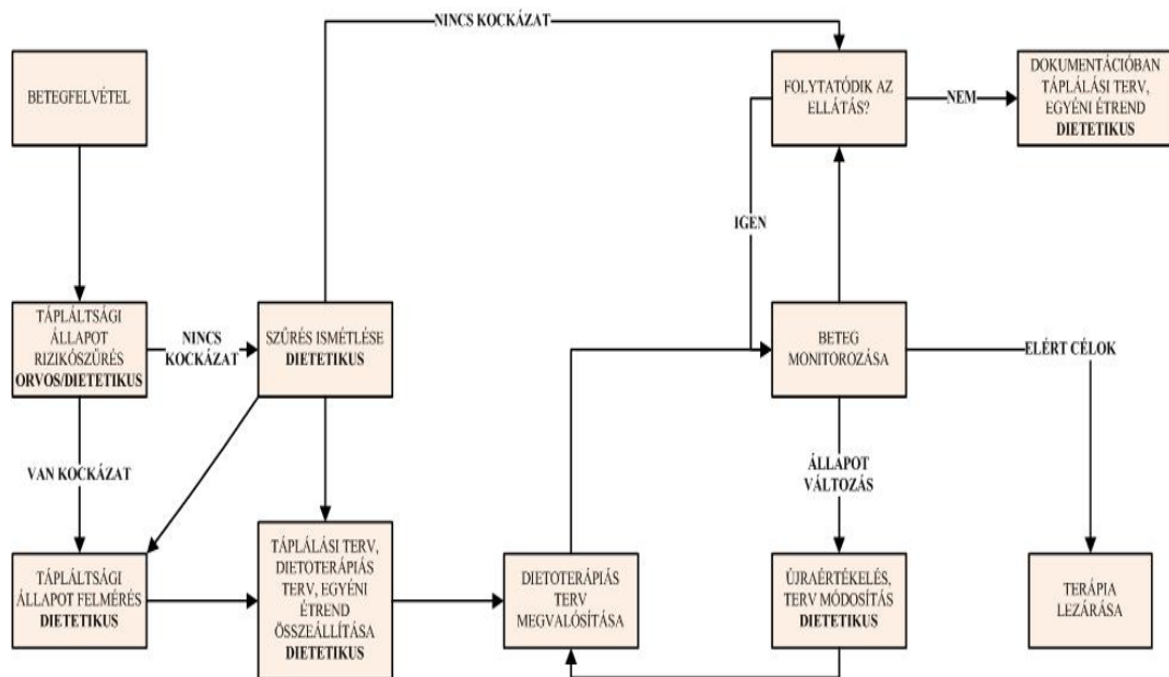 NINCS KOCKÁZAT
BETEGFELVÉTEL
FOLYTATÓDIK AZ
ELLÁTÁS?
NEM
DOKUMENTÁCIÓBAN
TÁPLÁLÁSI TERV,
EGYÉNI ÉTREND
DIETETIKUS
IGEN
TÁPLÁLTSÁGI
ÁLLAPOT
RIZIKÓSZŰRÉS
ORVOS/DIETETIKUS
NINCS
KOCKÁZAT
SZŰRÉS ISMÉTLÉSE
DIETETIKUS
BETEG
MONITOROZÁSA
ELÉRT CÉLOK
VAN KOCKÁZAT
ÁLLAPOT
VÁLTOZÁS
TÁPLÁLTSÁGI
ÁLLAPOT FELMÉRÉS
DIETETIKUS
TÁPLÁLÁSI TERV,
DIETOTERÁPIÁS
TERV, EGYÉNI
ÉTREND
ÖSSZEÁLLÍTÁSA
DIETETIKUS
DIETOTERÁPIÁS
TERV
MEGVALÓSÍTÁSA
ÚJRAÉRTÉKELÉS,
TERV MÓDOSÍTÁS
DIETETIKUS
TERÁPIA
LEZÁRÁSA